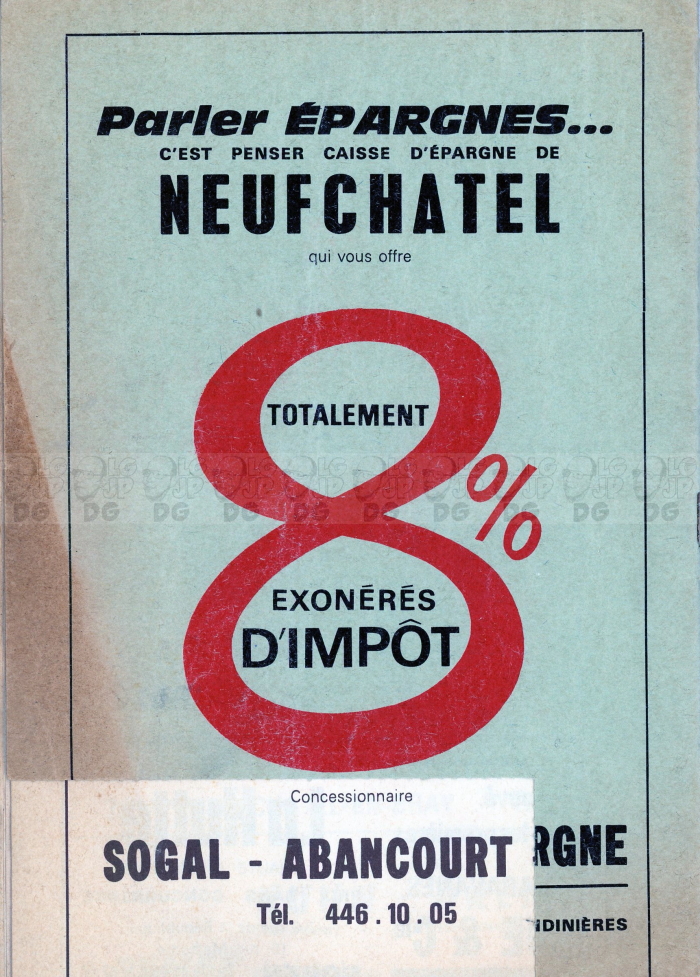 Parler ÉPARGNES...
C'EST PENSER CAISSE D'ÉPARGNE DE
NEUFCHATEL
qui vous offre
8%
TOTALEMENT
EXONÉRÉS
D'IMPÔT
Concessionnaire
SOGAL - ABANCOURT
Tél. 446.10.05
RGNE
DINIÈRES